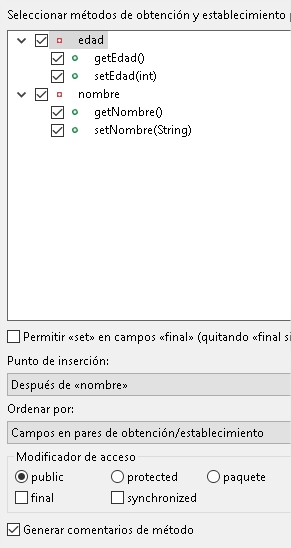 Seleccionar métodos de obtención y establecimiento
edad
getEdad()
setEdad(int)
nombre
getNombre()
setNombre(String)
Permitir «set» en campos «final» (quitando «final si
Punto de inserción:
Después de «nombre»
Ordenar por:
Campos en pares de obtención/establecimiento
Modificador de acceso
public protected paquete
final synchronized
Generar comentarios de método